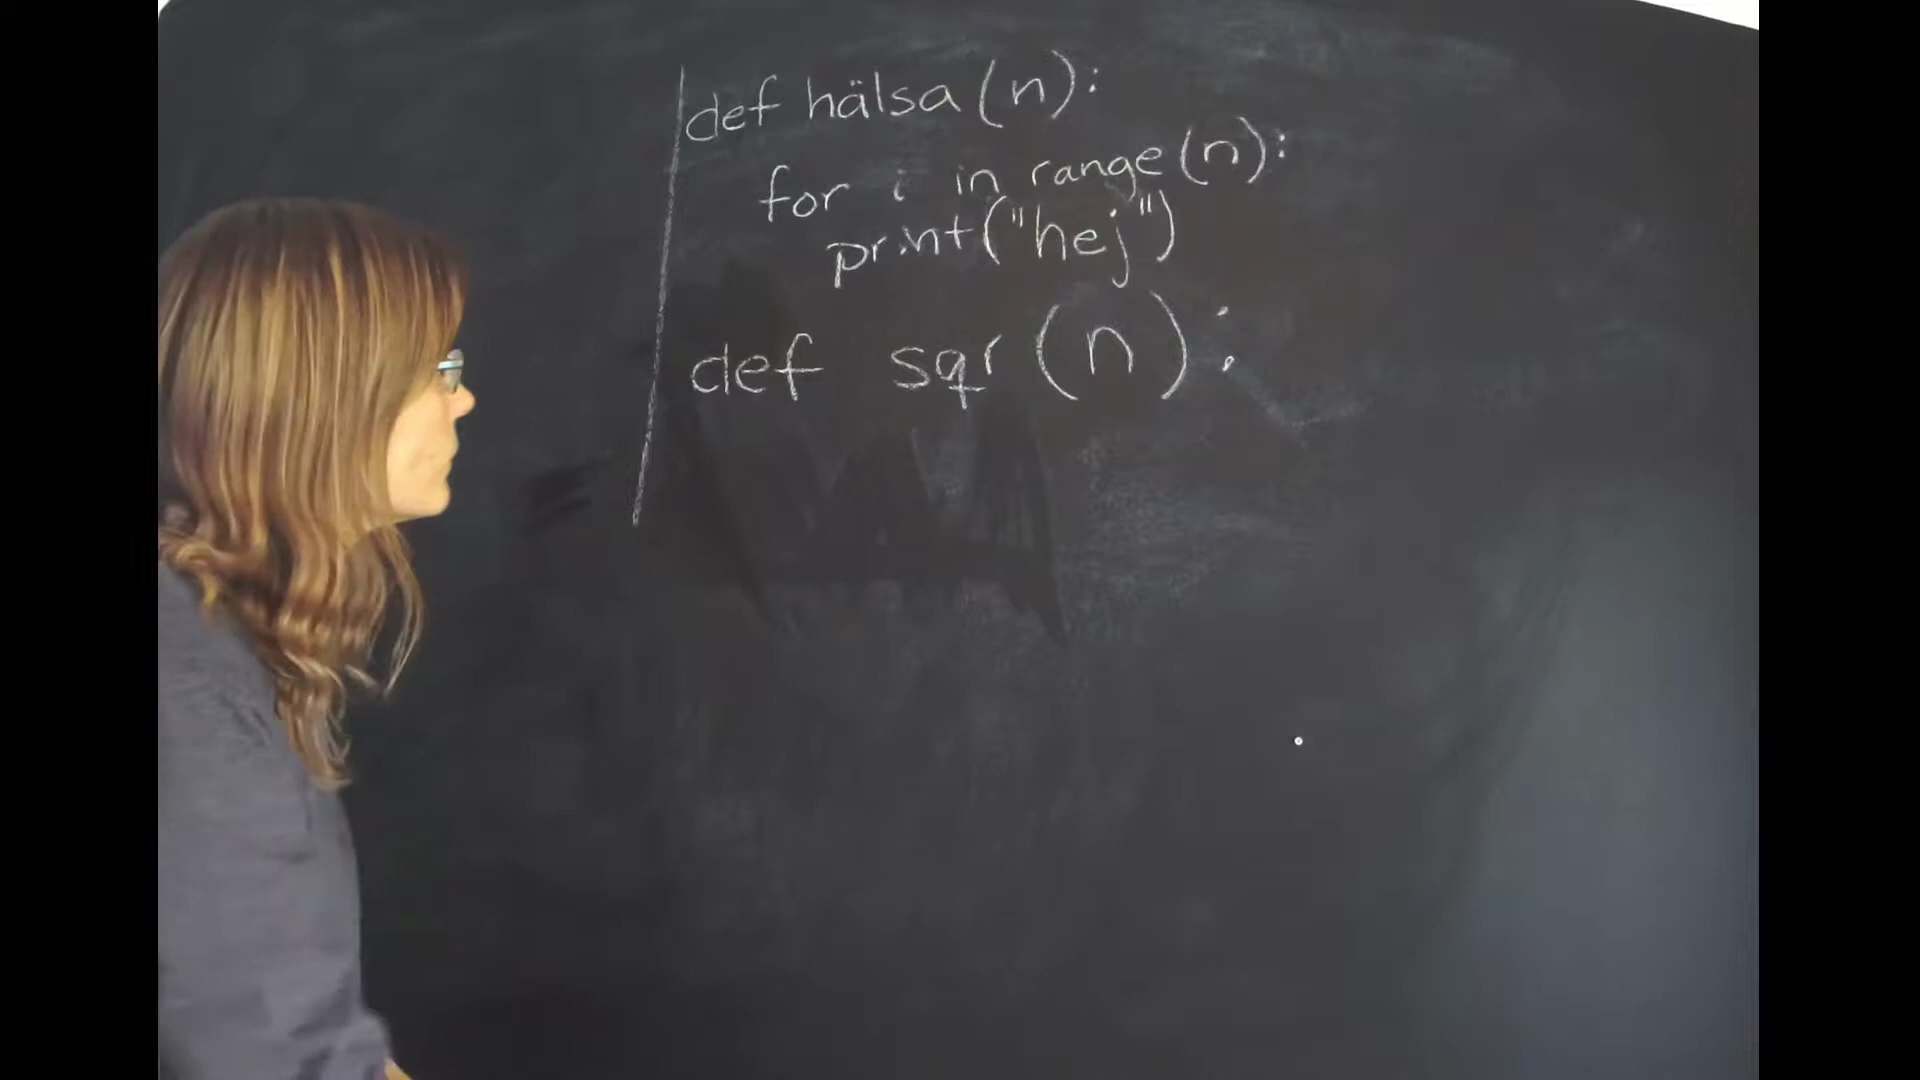 def hälsa(n):
for i in range(n):
print("hej")
def sqr(n):